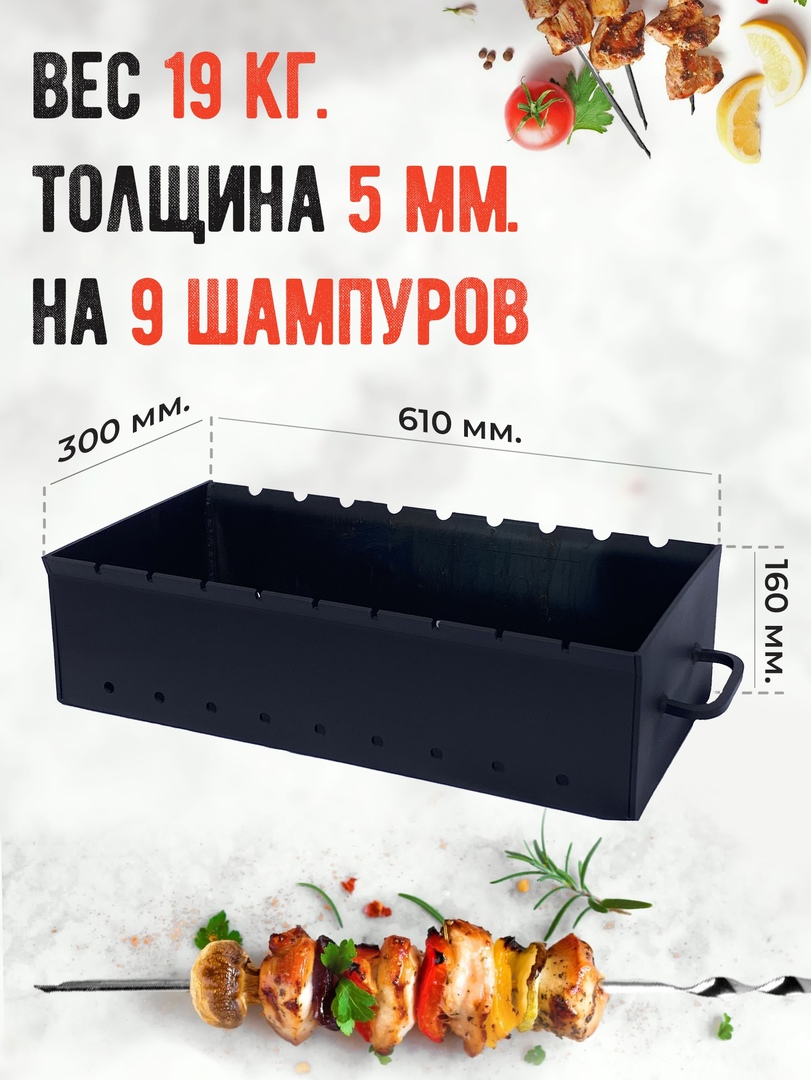 ВЕС 19 КГ.
ТОЛЩИНА 5 ММ.
НА 9 ШАМПУРОВ
300 мм.
610 мм.
160 мм.